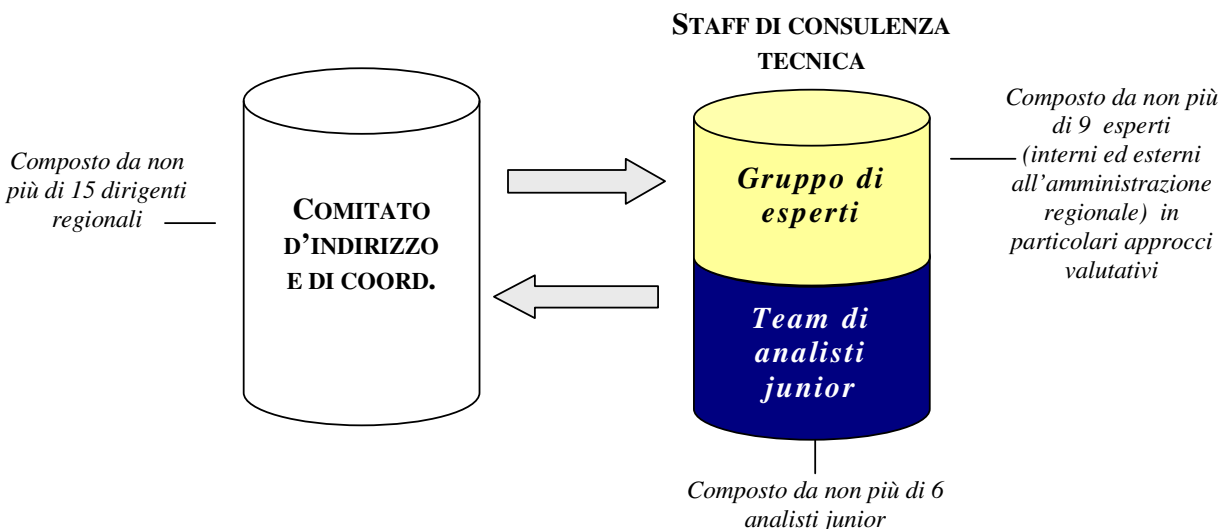 STAFF DI CONSULENZA
TECNICA
Composto da non
più di 15 dirigenti
regionali
COMITATO
D’INDIRIZZO
E DI COORD.
Gruppo di
esperti
Team di
analisti
junior
Composto da non più
di 9 esperti
(interni ed esterni
all’amministrazione
regionale) in
particolari approcci
valutativi
Composto da non più di 6
analisti junior